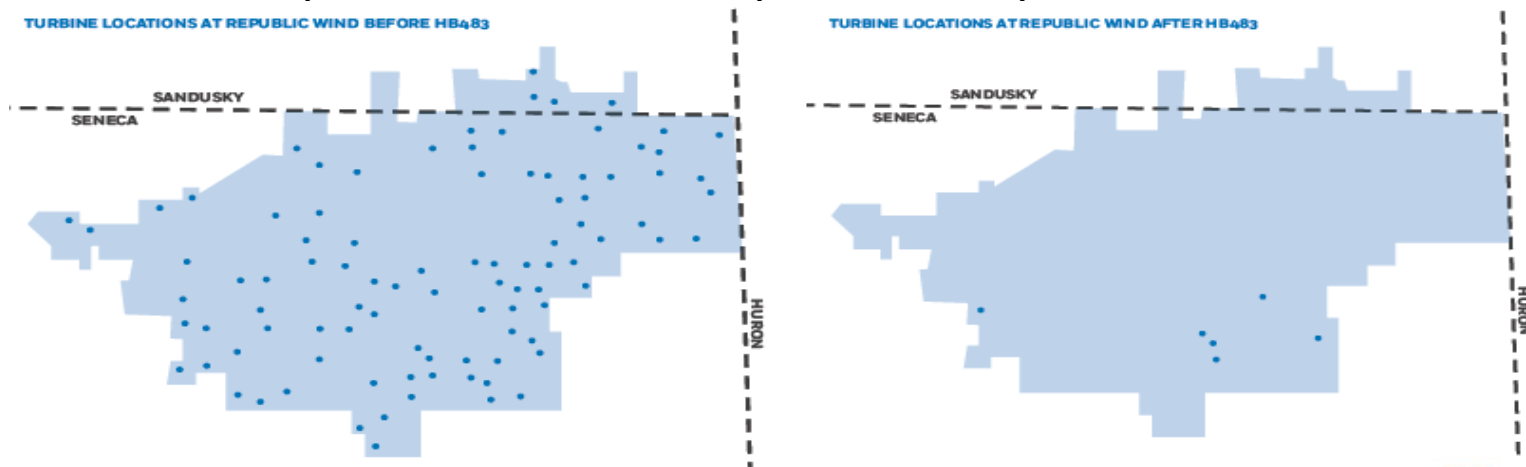 TURBINE LOCATIONS AT REPUBLIC WIND BEFORE HB483
SANDUSKY
SENECA
HURON
TURBINE LOCATIONS AT REPUBLIC WIND AFTER HB483
SANDUSKY
SENECA
HURON